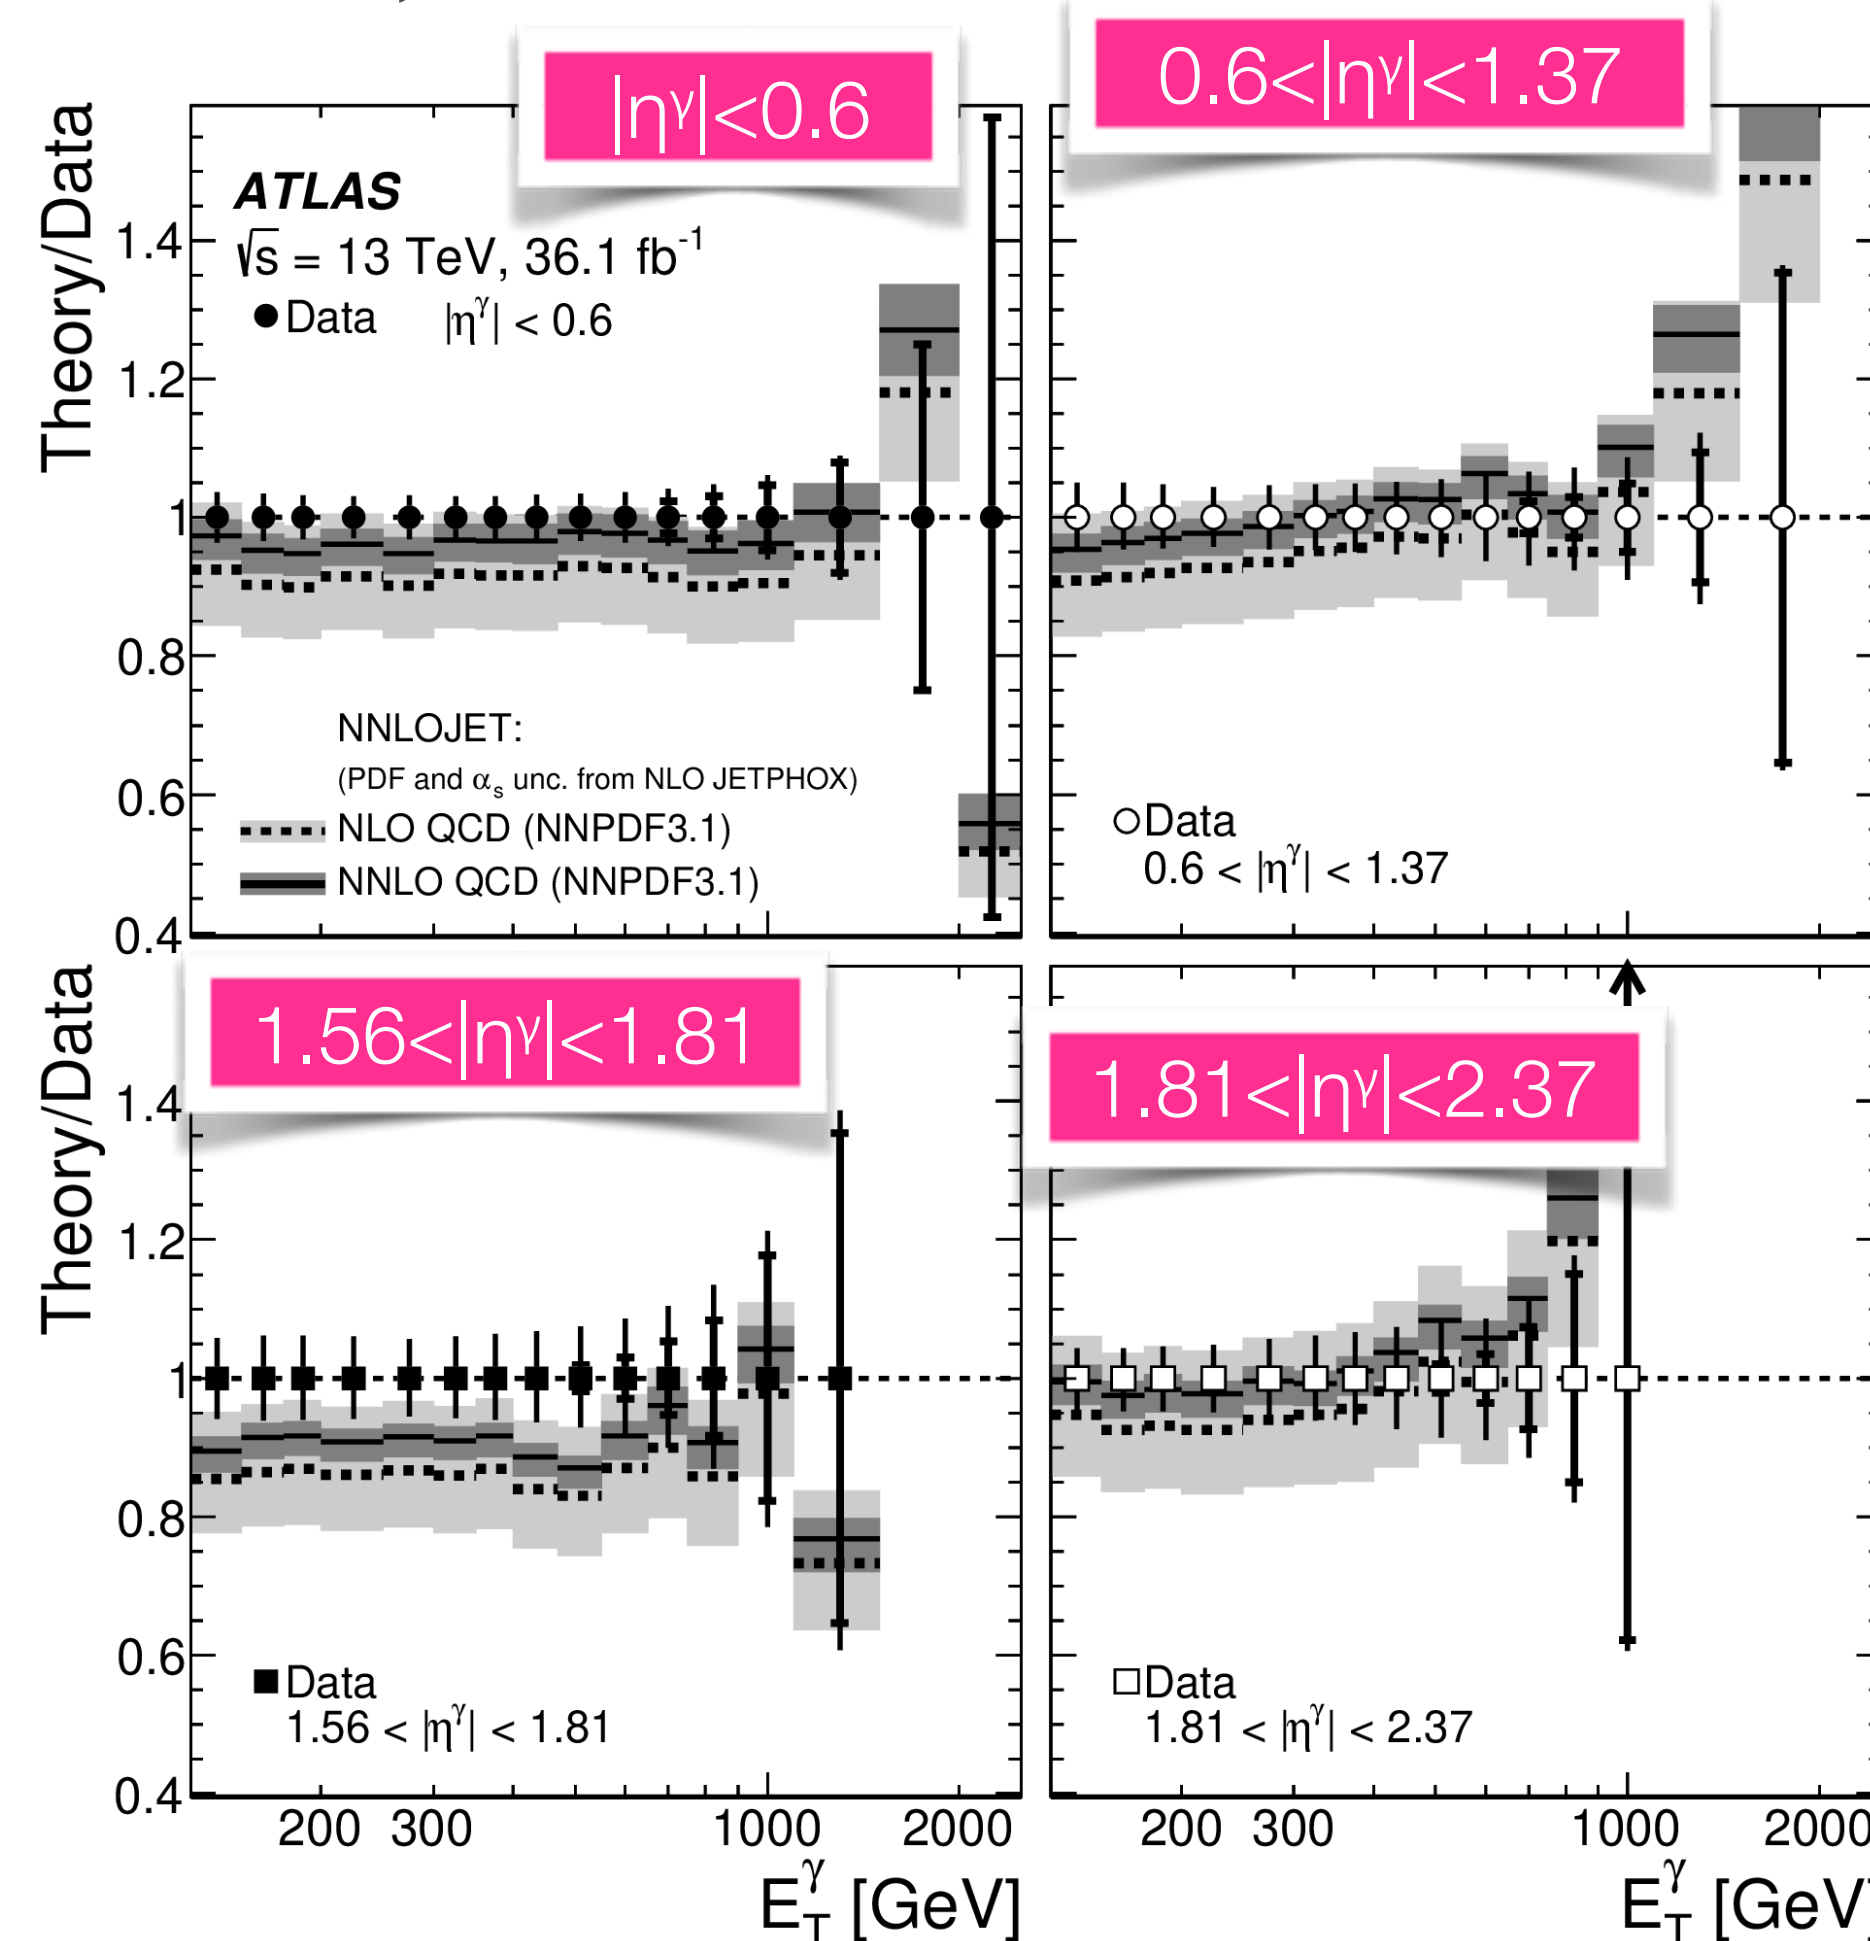 |ηγ|<0.6
0.6<|ηγ|<1.37
Theory/Data
ATLAS
√s = 13 TeV, 36.1 fb-1
Data |ηγ| < 0.6
1.4
1.2
1
0.8
0.6
0.4
NNLOJET:
(PDF and αs unc. from NLO JETPHOX)
NLO QCD (NNPDF3.1)
NNLO QCD (NNPDF3.1)
Data
0.6 < |ηγ| < 1.37
1.56<|ηγ|<1.81
1.81<|ηγ|<2.37
Theory/Data
1.4
1.2
1
0.8
0.6
0.4
Data
1.56 < |ηγ| < 1.81
Data
1.81 < |ηγ| < 2.37
200 300 1000 2000
200 300 1000 2000
ETγ [GeV]
ETγ [GeV]